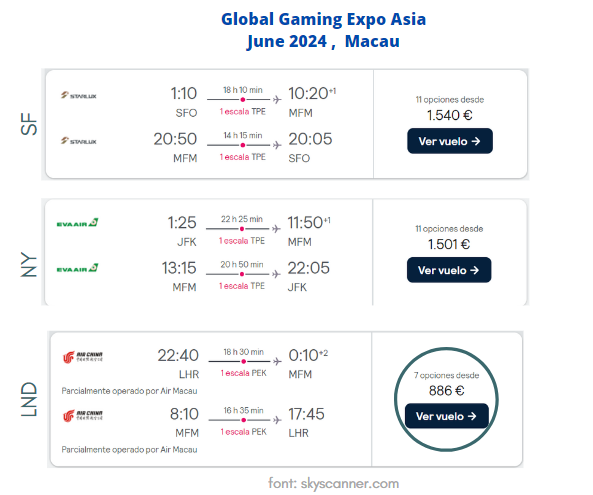 Global Gaming Expo Asia
June 2024 , Macau
SF
STARLUX
1:10
18 h 10 min
10:20+1
SFO
1 escala TPE
MFM
STARLUX
20:50
14 h 15 min
20:05
MFM
1 escala TPE
SFO
11 opciones desde
1.540 €
Ver vuelo →
NY
EVA AIR
1:25
22 h 25 min
11:50+1
JFK
1 escala TPE
MFM
EVA AIR
13:15
20 h 50 min
22:05
MFM
1 escala TPE
JFK
11 opciones desde
1.501 €
Ver vuelo →
LND
AIR CHINA
22:40
18 h 30 min
0:10+2
LHR
1 escala PEK
MFM
Parcialmente operado por Air Macau
AIR CHINA
8:10
16 h 35 min
17:45
MFM
1 escala PEK
LHR
Parcialmente operado por Air Macau
7 opciones desde
886 €
Ver vuelo →
font: skyscanner.com